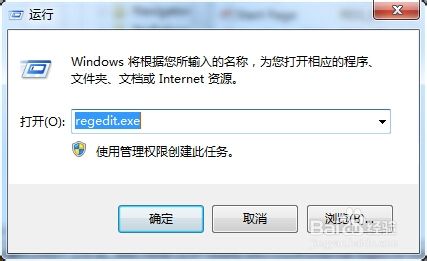 运行
Windows 将根据您所输入的名称，为您打开相应的程序、
文件夹、文档或 Internet 资源。
打开(O): regedit.exe
使用管理权限创建此任务。
确定 取消 浏览(B)...
Baidu经验
jingyan.baidu.com